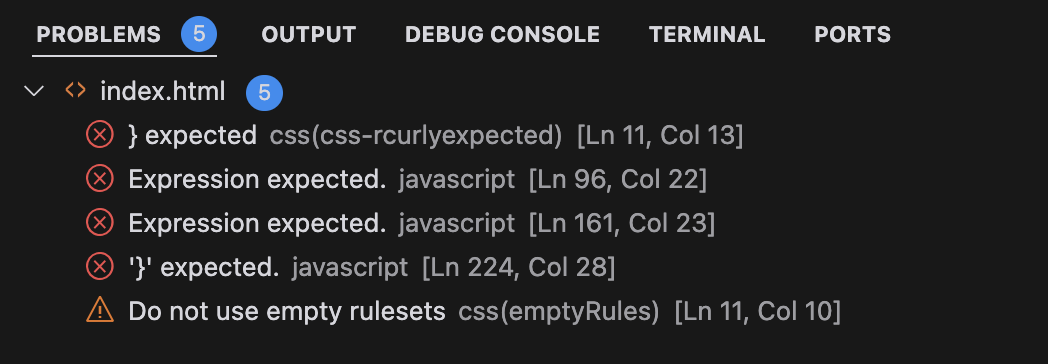 PROBLEMS 5 OUTPUT DEBUG CONSOLE TERMINAL PORTS
index.html 5
} expected css(css-rcurlyexpected) [Ln 11, Col 13]
Expression expected. javascript [Ln 96, Col 22]
Expression expected. javascript [Ln 161, Col 23]
'}' expected. javascript [Ln 224, Col 28]
Do not use empty rulesets css(emptyRules) [Ln 11, Col 10]